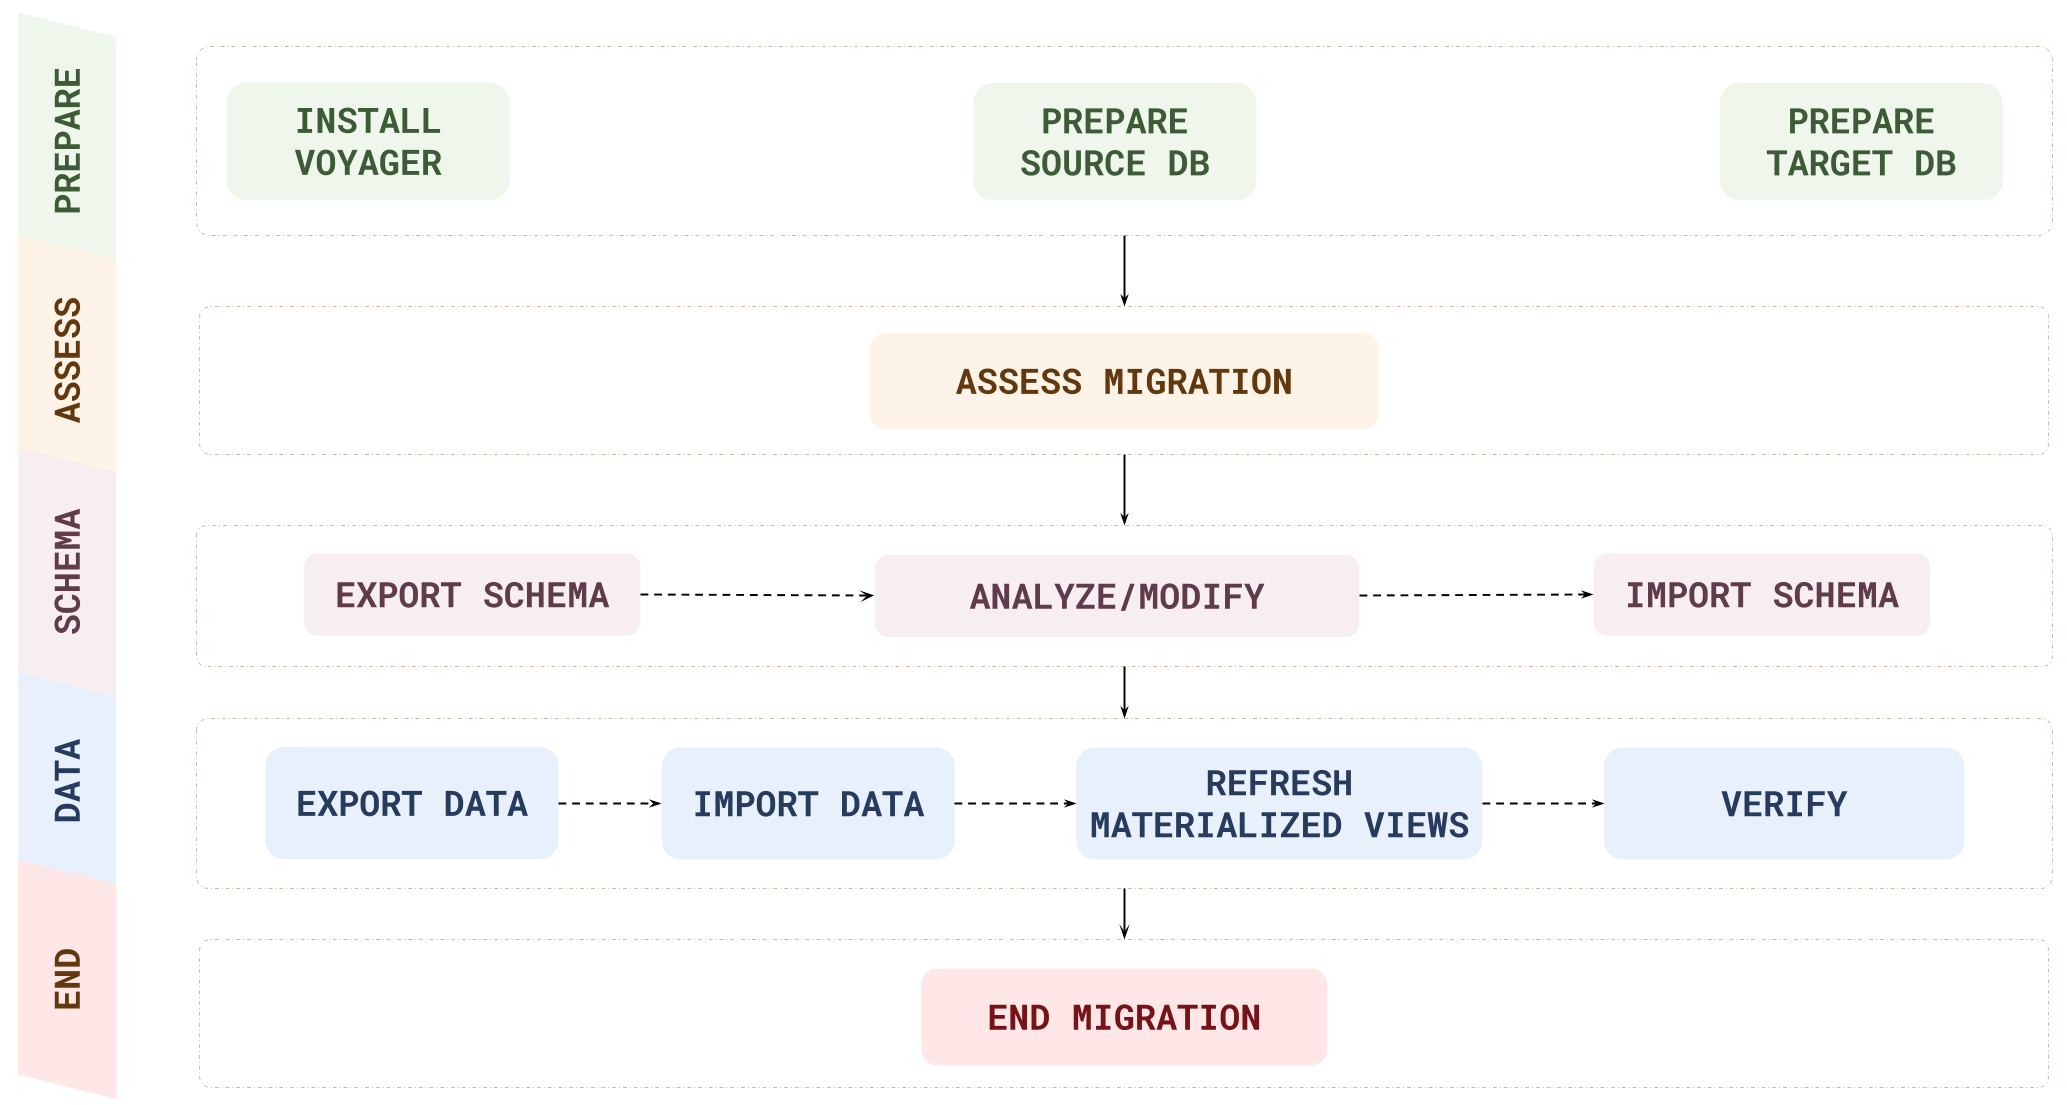 PREPARE
INSTALL
VOYAGER
PREPARE
SOURCE DB
PREPARE
TARGET DB
ASSESS
ASSESS MIGRATION
SCHEMA
EXPORT SCHEMA
ANALYZE/MODIFY
IMPORT SCHEMA
DATA
EXPORT DATA
IMPORT DATA
REFRESH
MATERIALIZED VIEWS
VERIFY
END
END MIGRATION